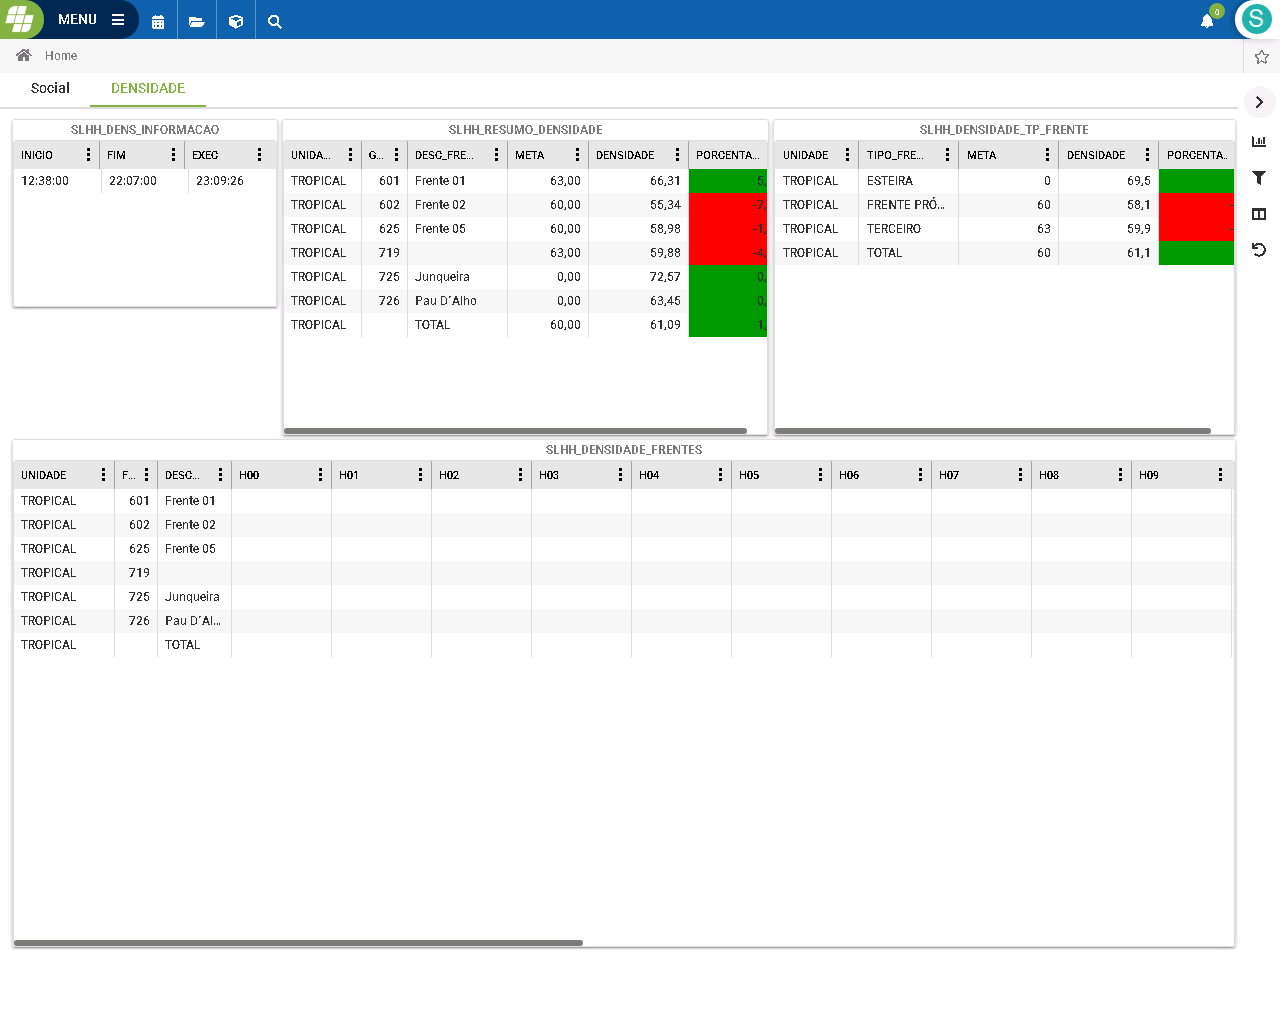 MENU
0
S
Home
Social DENSIDADE
SLHH_DENS_INFORMACAO
INICIO FIM EXEC
12:38:00 22:07:00 23:09:26
SLHH_RESUMO_DENSIDADE
UNIDA... G... DESC_FRE... META DENSIDADE PORCENTA...
TROPICAL 601 Frente 01 63,00 66,31 5,
TROPICAL 602 Frente 02 60,00 55,34 -7,
TROPICAL 625 Frente 05 60,00 58,98 -1,
TROPICAL 719 63,00 59,88 -4
TROPICAL 725 Junqueira 0,00 72,57 0,
TROPICAL 726 Pau D´Alho 0,00 63,45 0,
TROPICAL TOTAL 60,00 61,09 1,
SLHH_DENSIDADE_TP_FRENTE
UNIDADE TIPO_FRE... META DENSIDADE PORCENTA..
TROPICAL ESTEIRA 0 69,5
TROPICAL FRENTE PRÓ... 60 58,1
TROPICAL TERCEIRO 63 59,9
TROPICAL TOTAL 60 61,1
SLHH_DENSIDADE_FRENTES
UNIDADE F... DESC... H00 H01 H02 H03 H04 H05 H06 H07 H08 H09
TROPICAL 601 Frente 01
TROPICAL 602 Frente 02
TROPICAL 625 Frente 05
TROPICAL 719
TROPICAL 725 Junqueira
TROPICAL 726 Pau D´Al...
TROPICAL TOTAL